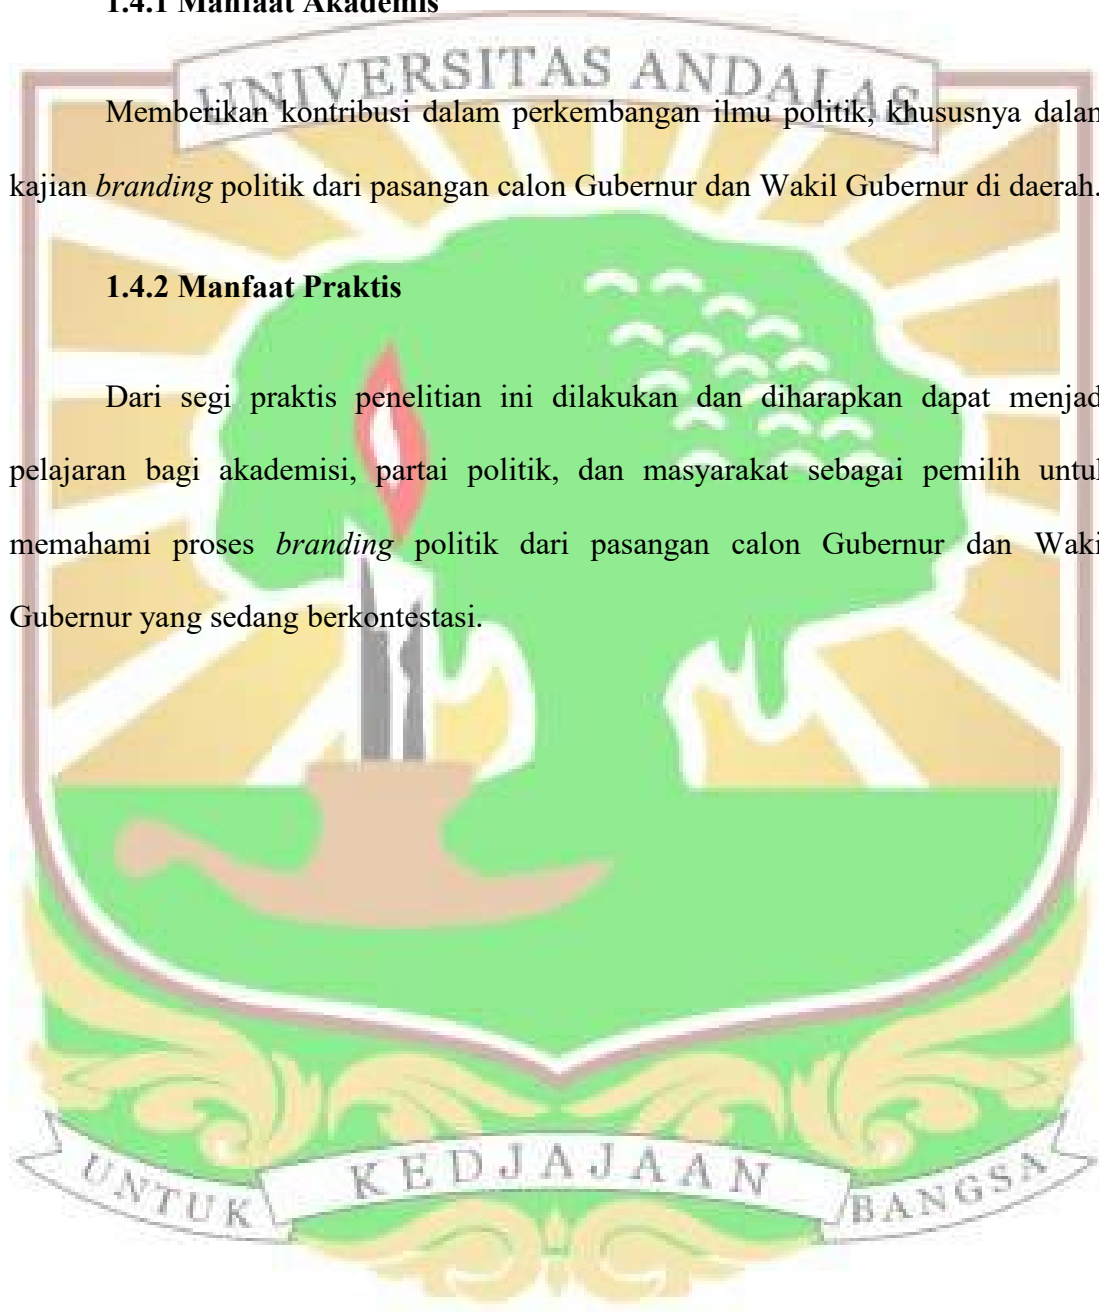 1.4.1 Manfaat Akademis
UNIVERSITAS ANDALAS
Memberikan kontribusi dalam perkembangan ilmu politik, khususnya dalam
kajian branding politik dari pasangan calon Gubernur dan Wakil Gubernur di daerah.
1.4.2 Manfaat Praktis
Dari segi praktis penelitian ini dilakukan dan diharapkan dapat menjad
pelajaran bagi akademisi, partai politik, dan masyarakat sebagai pemilih untuk
memahami proses branding politik dari pasangan calon Gubernur dan Waki
Gubernur yang sedang berkontestasi.
UNTUK KEDJAJAAN BANGSA